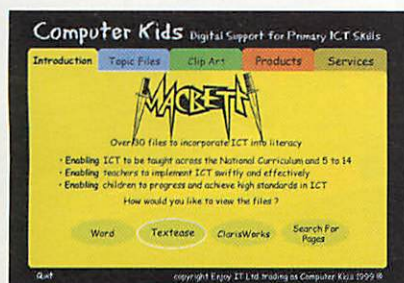 Computer Kids Digital Support for Primary ICT Skills
Introduction Topic Files Clip Art Products Services
MACBETH
Over 30 files to incorporate ICT into literacy
• Enabling ICT to be taught across the National Curriculum and 5 to 14
• Enabling teachers to implement ICT swiftly and effectively
• Enabling children to progress and achieve high standards in ICT
How would you like to view the files ?
Word Textease ClarisWorks Search For Pages
Quit copyright Enjoy IT Ltd trading as Computer Kids 1999 ®